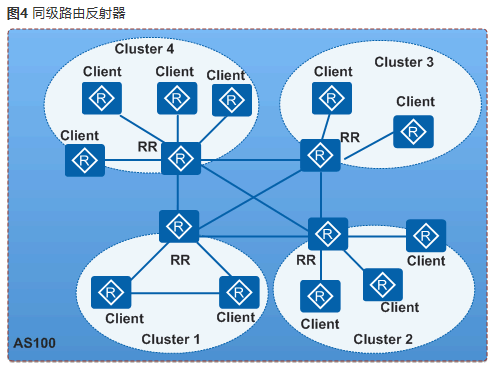 图4 同级路由反射器
Cluster 4
Client
Client
Client
Client
RR
R
R
R
R
R
Cluster 3
Client
Client
RR
R
R
R
RR
Client
Client
Cluster 1
R
R
R
RR
Client
Client
Client
Cluster 2
R
R
R
R
AS100